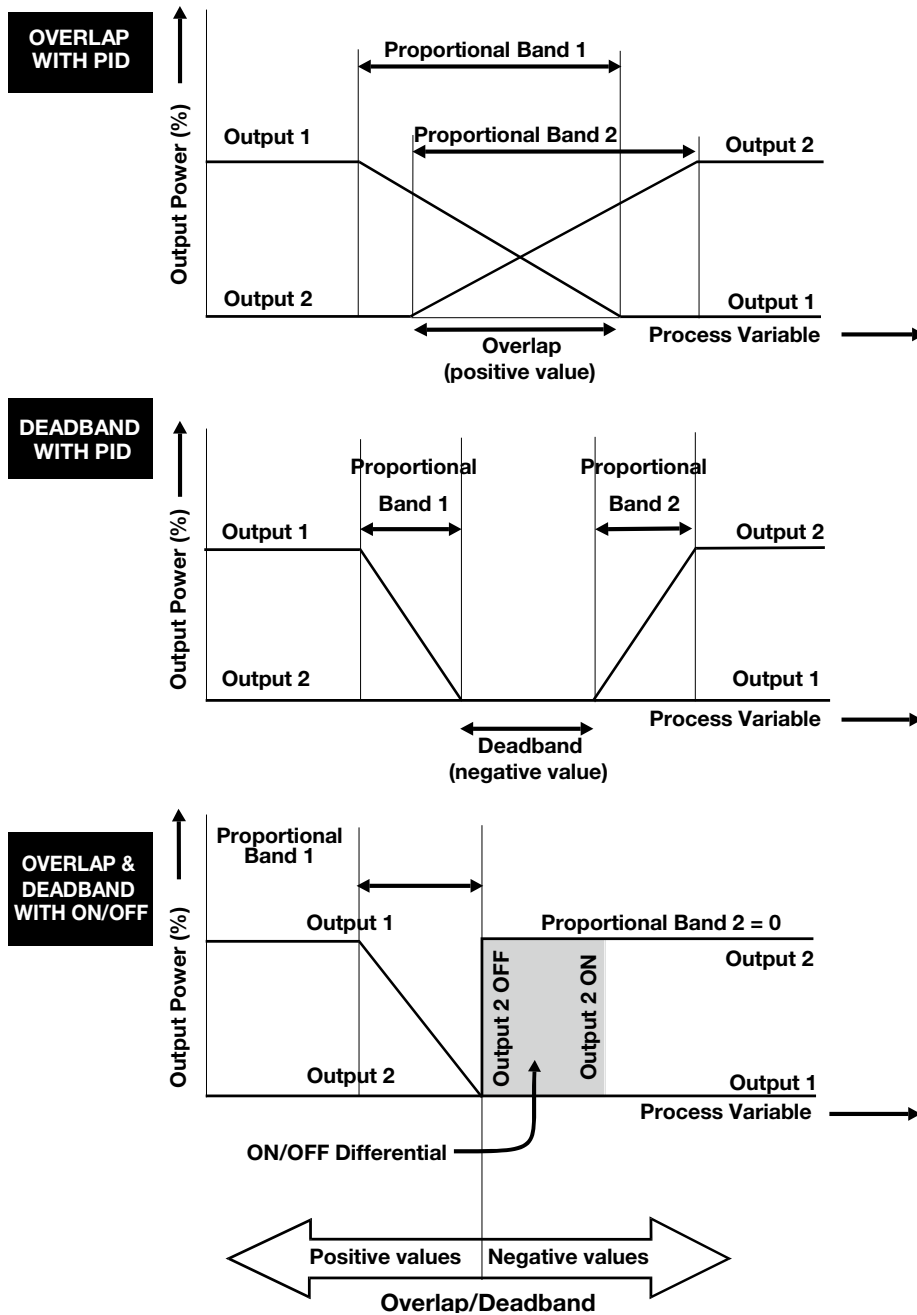 OVERLAP
WITH PID
Output Power (%)
Proportional Band 1
Output 1
Proportional Band 2
Output 2
Output 2
Output 1
Overlap
(positive value)
Process Variable
DEADBAND
WITH PID
Output Power (%)
Proportional
Band 1
Proportional
Band 2
Output 1
Output 2
Output 2
Output 1
Deadband
(negative value)
Process Variable
OVERLAP &
DEADBAND
WITH ON/OFF
Output Power (%)
Proportional
Band 1
Output 1
Proportional Band 2 = 0
Output 2
Output 2 OFF
Output 2 ON
Output 2
Output 1
Process Variable
ON/OFF Differential
Positive values
Negative values
Overlap/Deadband